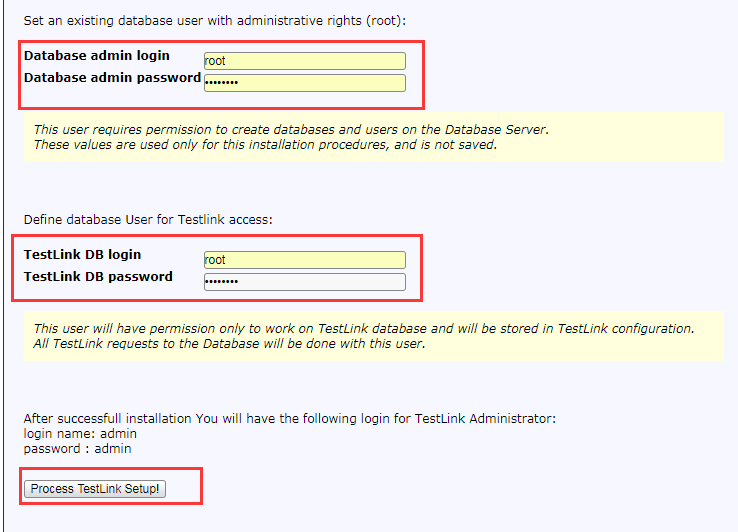 Set an existing database user with administrative rights (root):
Database admin login root
Database admin password ••••••••
This user requires permission to create databases and users on the Database Server.
These values are used only for this installation procedures, and is not saved.
Define database User for Testlink access:
TestLink DB login root
TestLink DB password ••••••••
This user will have permission only to work on TestLink database and will be stored in TestLink configuration.
All TestLink requests to the Database will be done with this user.
After successfull installation You will have the following login for TestLink Administrator:
login name: admin
password : admin
Process TestLink Setup!